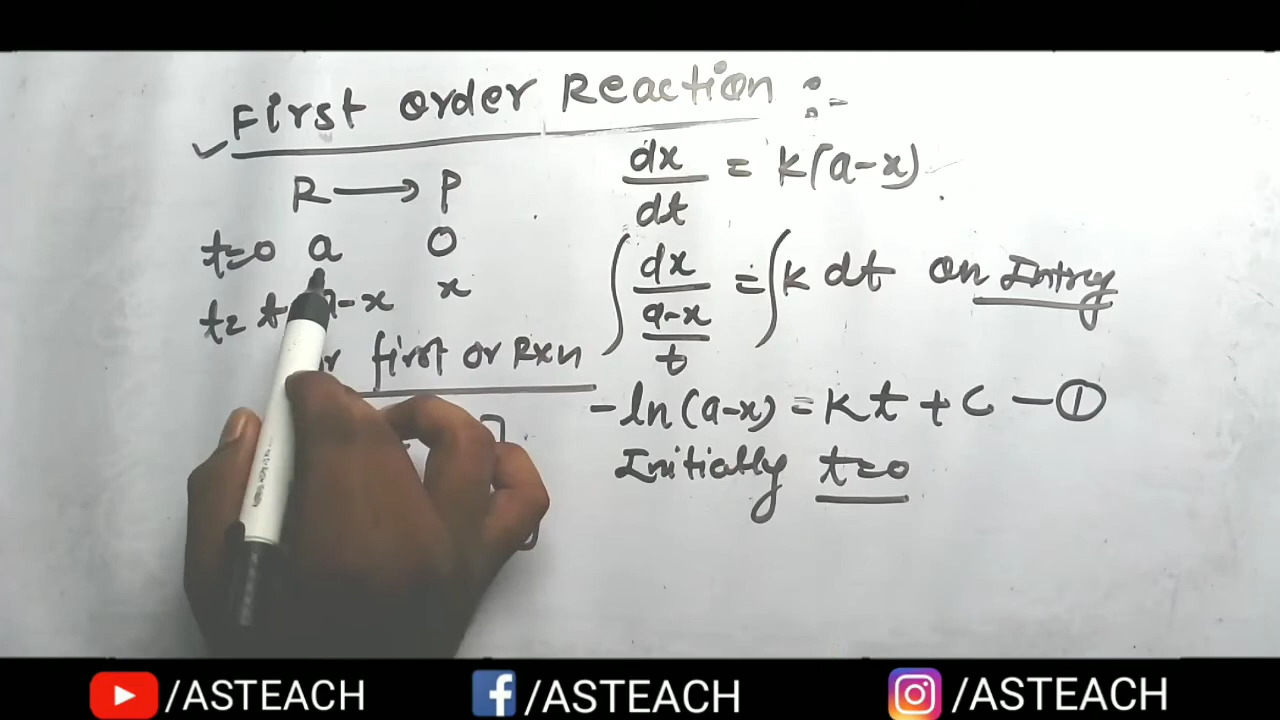 First order Reaction :-
R ⟶ P
t=0 a 0
t= t a-x x
first or Rxn
dx/dt = k(a-x)
∫ dx/(a-x) = ∫ k dt on Intrg
t
-ln(a-x) = kt + c — ①
Initially t=0
/ASTEACH
/ASTEACH
/ASTEACH